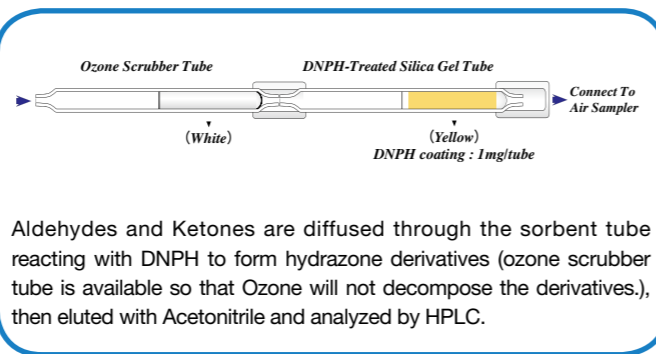 Ozone Scrubber Tube
DNPH-Treated Silica Gel Tube
Connect To
Air Sampler
(White)
(Yellow)
DNPH coating : 1mg/tube
Aldehydes and Ketones are diffused through the sorbent tube
reacting with DNPH to form hydrazone derivatives (ozone scrubber
tube is available so that Ozone will not decompose the derivatives.),
then eluted with Acetonitrile and analyzed by HPLC.